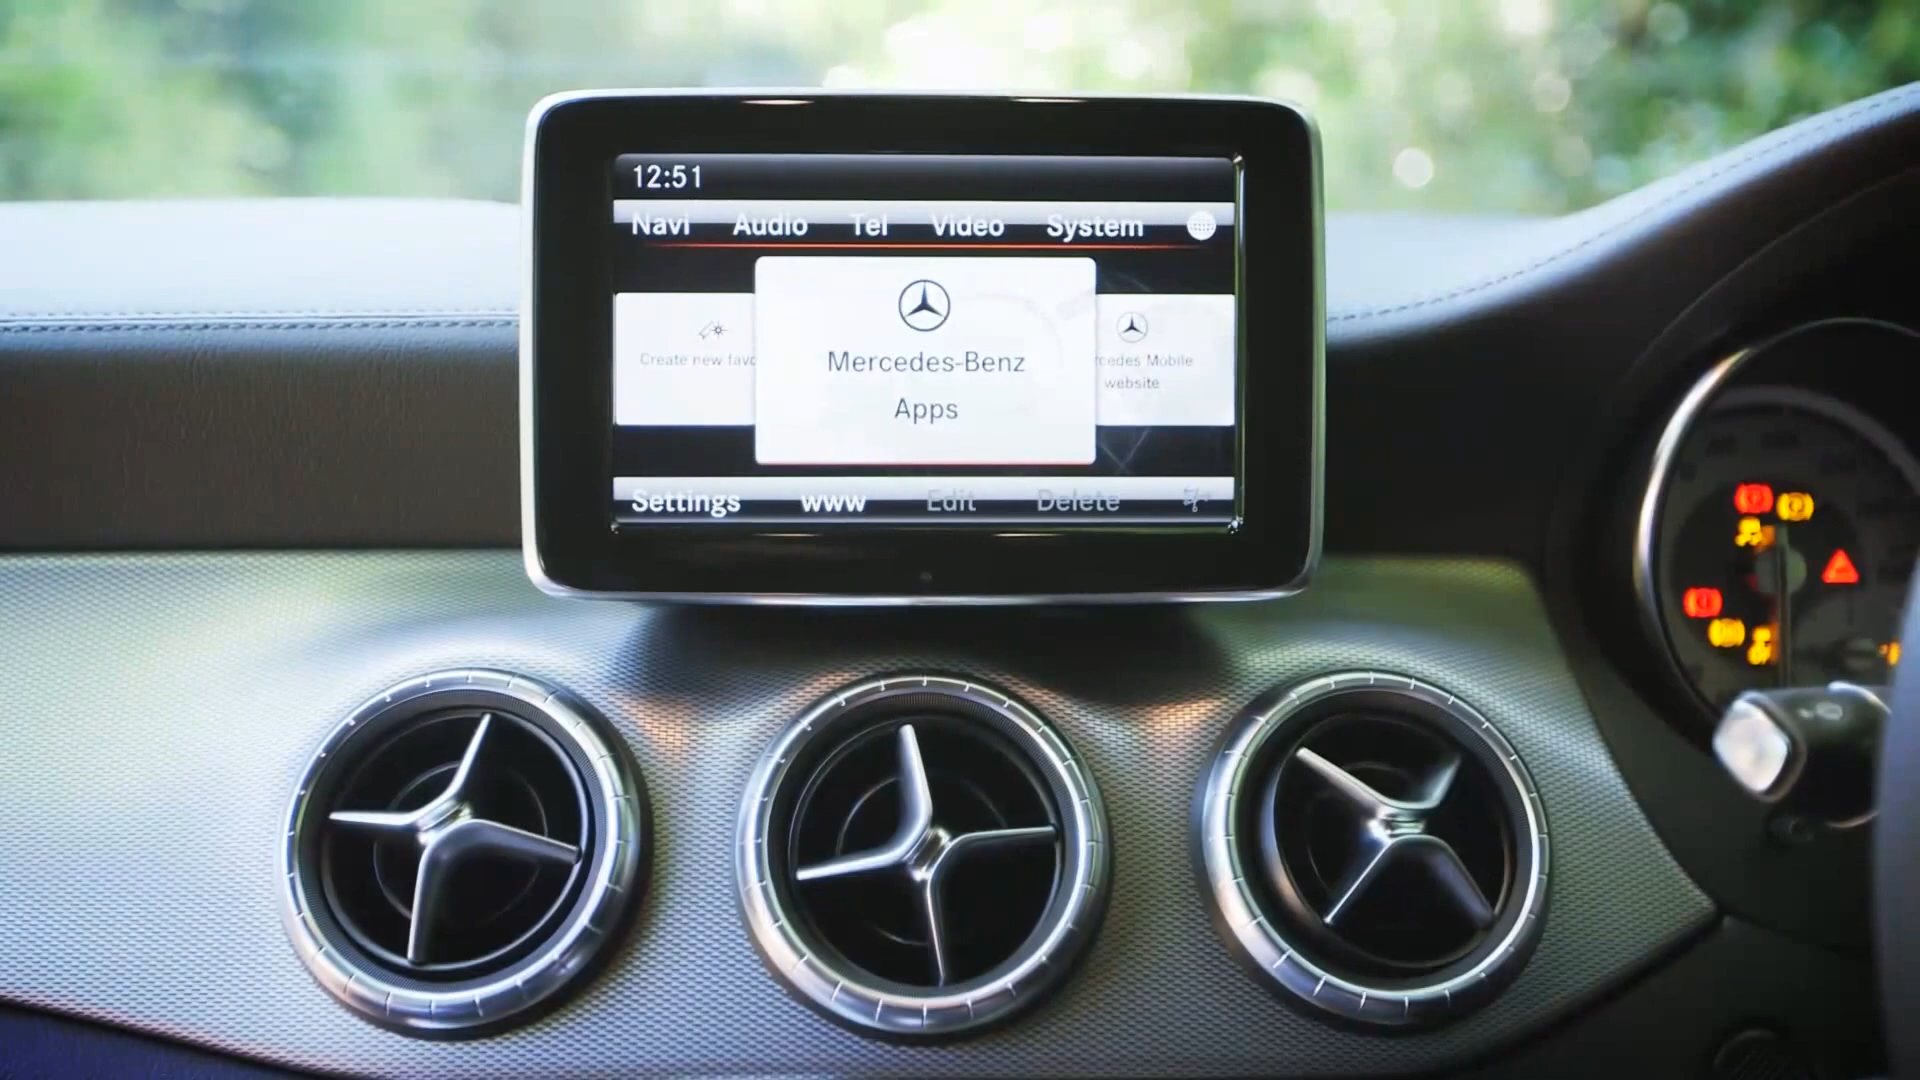 12:51
Navi Audio Tel Video System
Mercedes-Benz
Apps
Create new favo
rcedes Mobile
website
Settings www Edit Delete